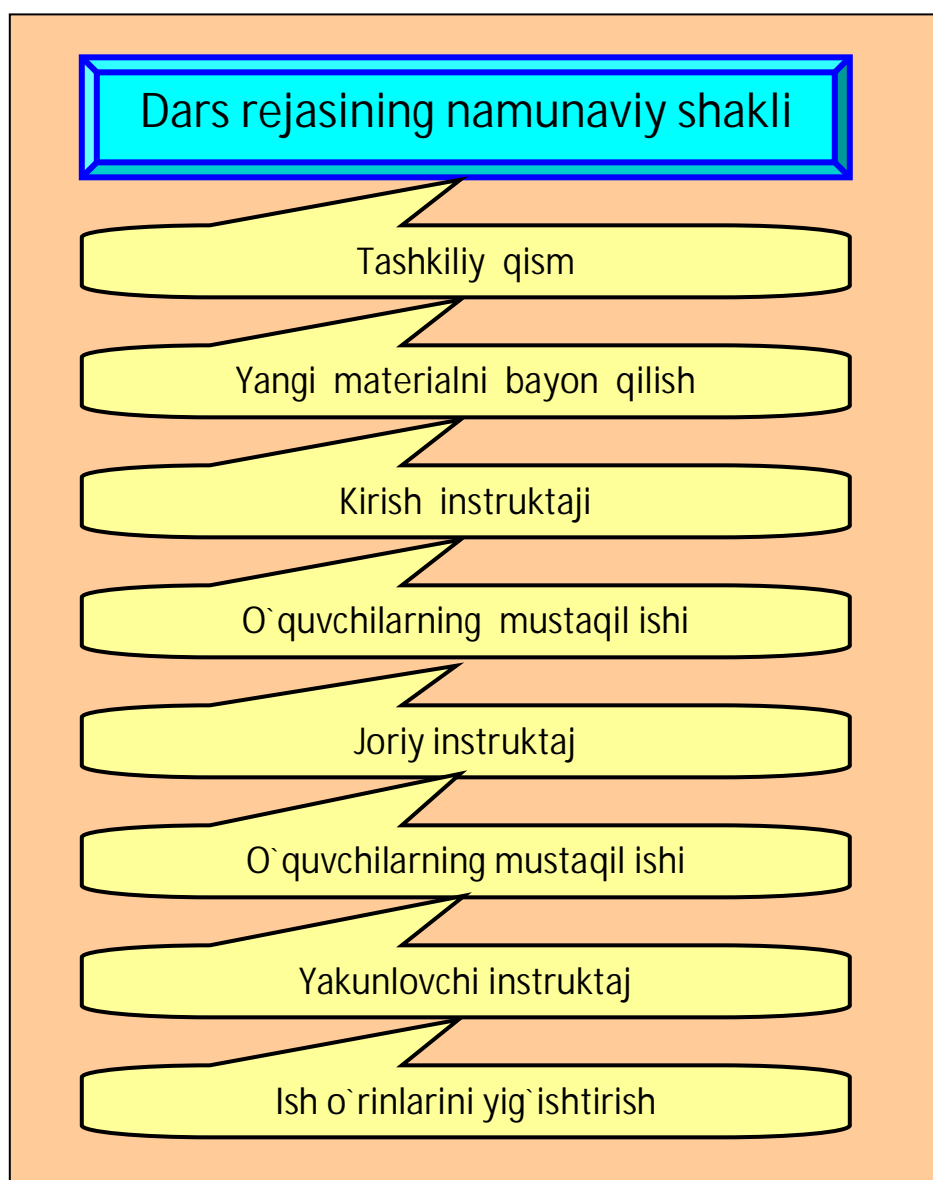 Dars rejasining namunaviy shakli
Tashkiliy qism
Yangi materialni bayon qilish
Kirish instruktaji
O`quvchilarning mustaqil ishi
Joriy instruktaj
O`quvchilarning mustaqil ishi
Yakunlovchi instruktaj
Ish o`rinlarini yig`ishtirish